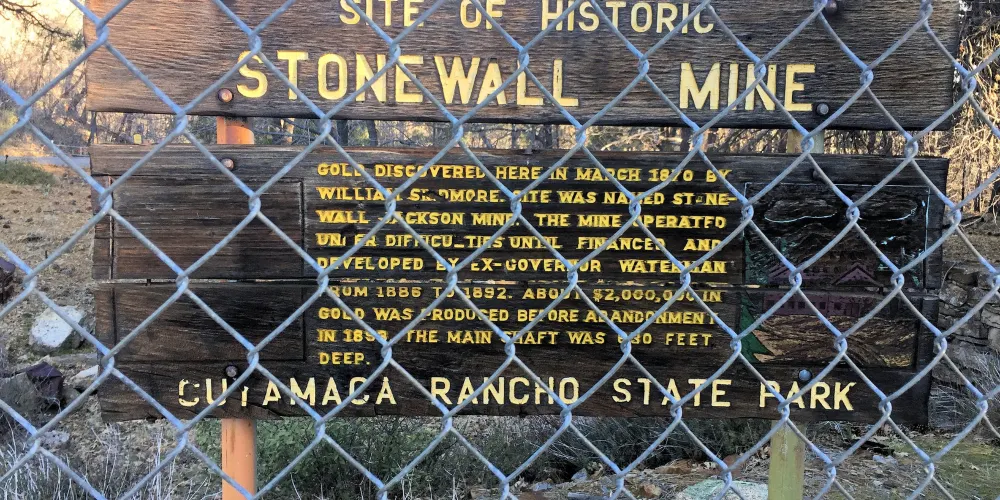 SITE OF HISTORIC
STONEWALL MINE
GOLD DISCOVERED HERE IN MARCH 1870 BY
WILLIAM SKIDMORE. SITE WAS NAMED STONE-
WALL JACKSON MINE. THE MINE OPERATED
UNDER DIFFICULTIES UNTIL FINANCED AND
DEVELOPED BY EX-GOVERNOR WATERMAN
FROM 1886 TO 1892. ABOUT $2,000,000 IN
GOLD WAS PRODUCED BEFORE ABANDONMENT
IN 1893. THE MAIN SHAFT WAS FEET
DEEP.
CUYAMACA RANCHO STATE PARK